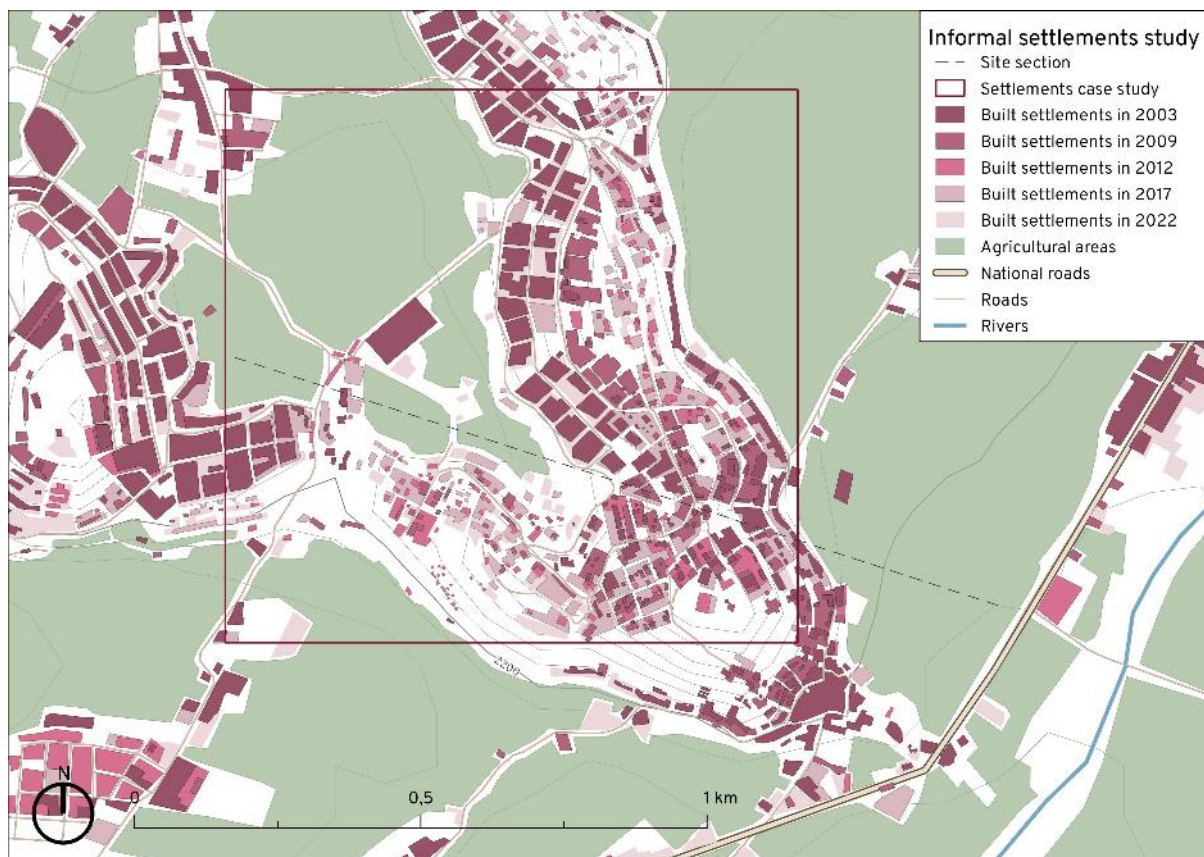 Informal settlements study
Site section
Settlements case study
Built settlements in 2003
Built settlements in 2009
Built settlements in 2012
Built settlements in 2017
Built settlements in 2022
Agricultural areas
National roads
Roads
Rivers
2200
N
0
0,5
1 km